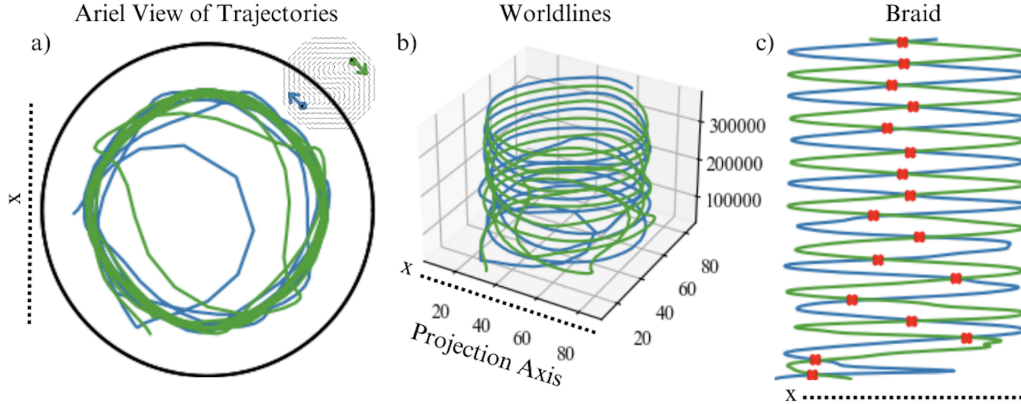 Ariel View of Trajectories
Worldlines
Braid
a)
b)
c)
x
300000
200000
100000
x
20
40
60
80
20
40
60
80
Projection Axis
x